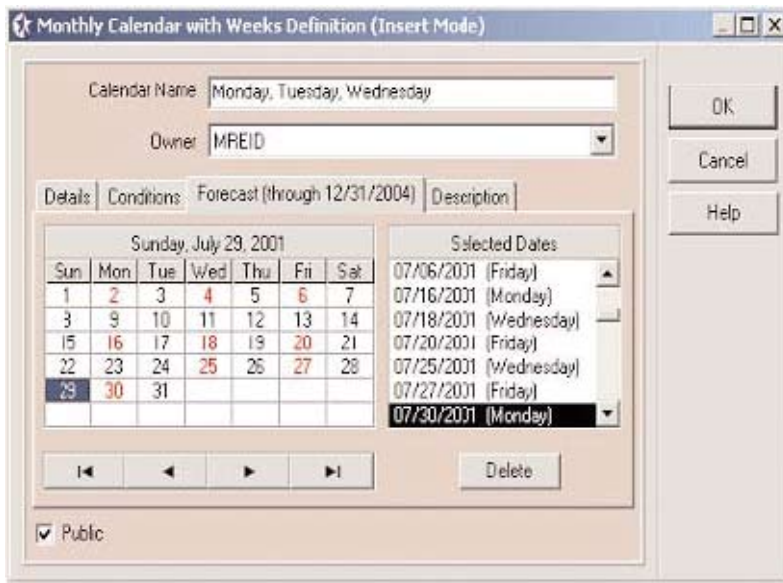 Monthly Calendar with Weeks Definition (Insert Mode)
Calendar Name Monday, Tuesday, Wednesday
Owner MREID
OK
Cancel
Help
Details Conditions Forecast (through 12/31/2004) Description
Sunday, July 29, 2001
Sun Mon Tue Wed Thu Fri Sat
1 2 3 4 5 6 7
8 9 10 11 12 13 14
15 16 17 18 19 20 21
22 23 24 25 26 27 28
29 30 31
Selected Dates
07/06/2001 (Friday)
07/16/2001 (Monday)
07/18/2001 (Wednesday)
07/20/2001 (Friday)
07/25/2001 (Wednesday)
07/27/2001 (Friday)
07/30/2001 (Monday)
Delete
Public